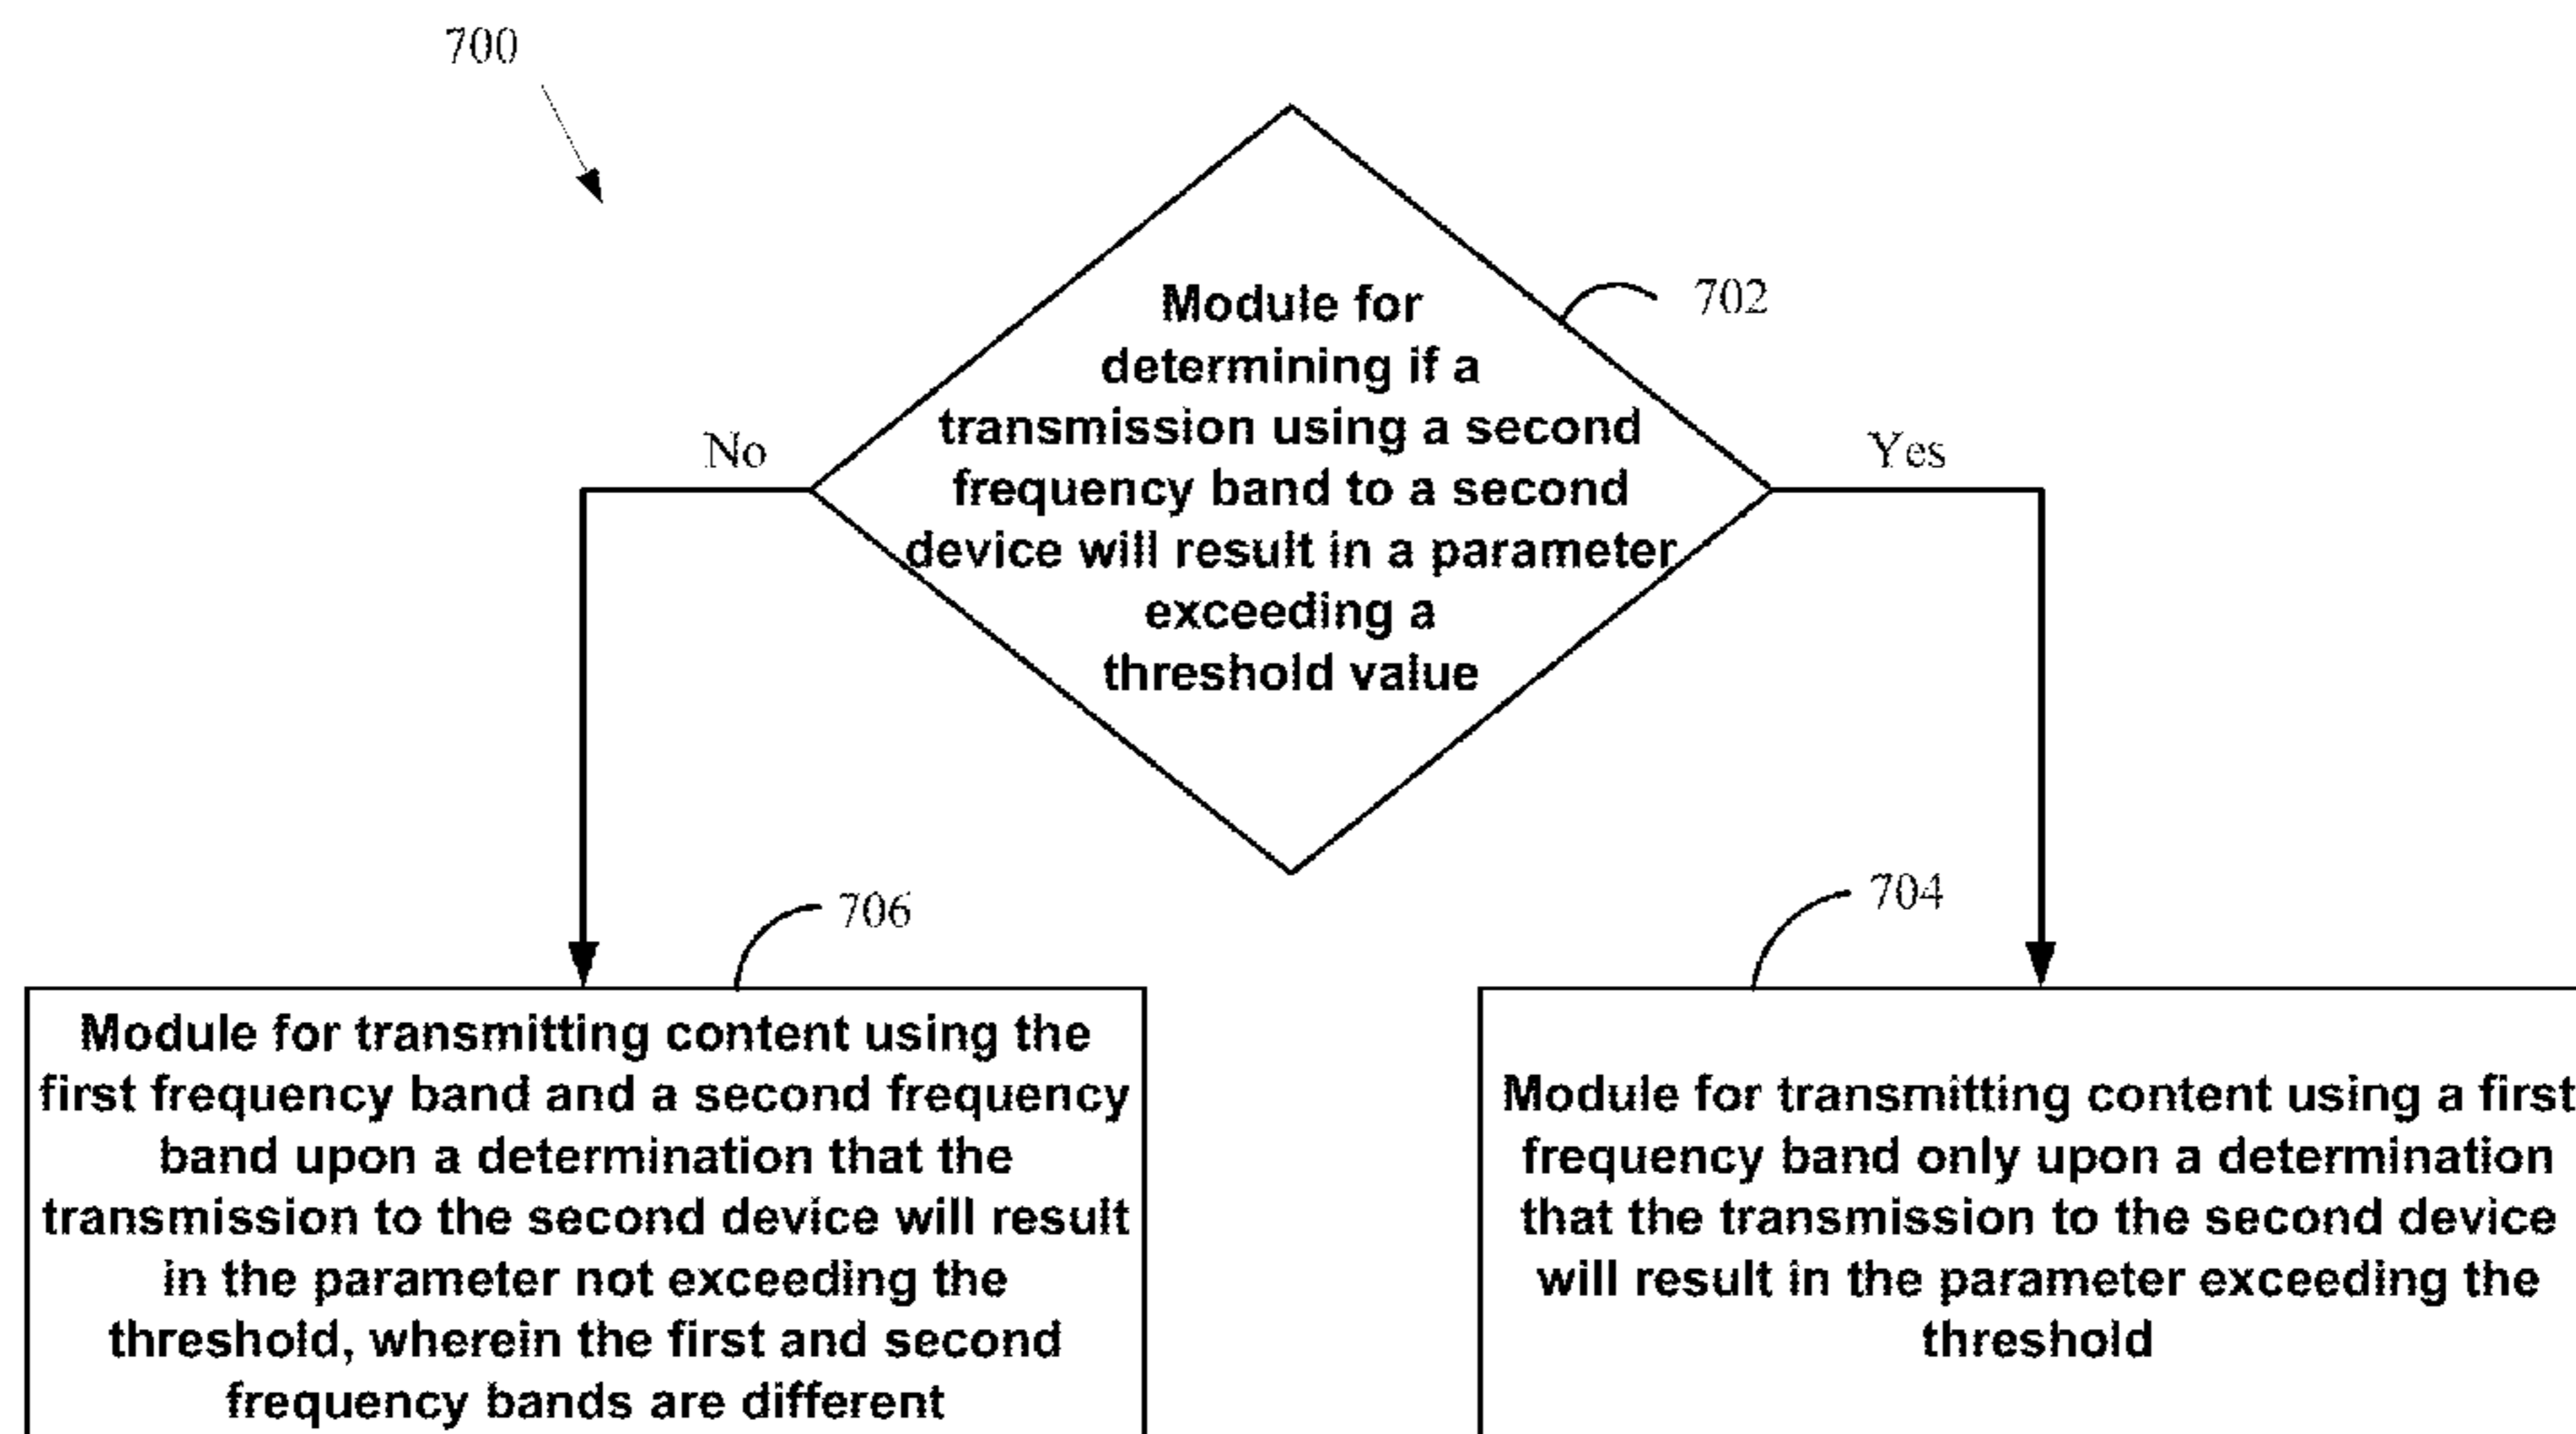 700
Module for
determining if a
transmission using a second
frequency band to a second
device will result in a parameter
exceeding a
threshold value
702
No
Yes
706
704
Module for transmitting content using the
first frequency band and a second frequency
band upon a determination that the
transmission to the second device will result
in the parameter not exceeding the
threshold, wherein the first and second
frequency bands are different
Module for transmitting content using a first
frequency band only upon a determination
that the transmission to the second device
will result in the parameter exceeding the
threshold